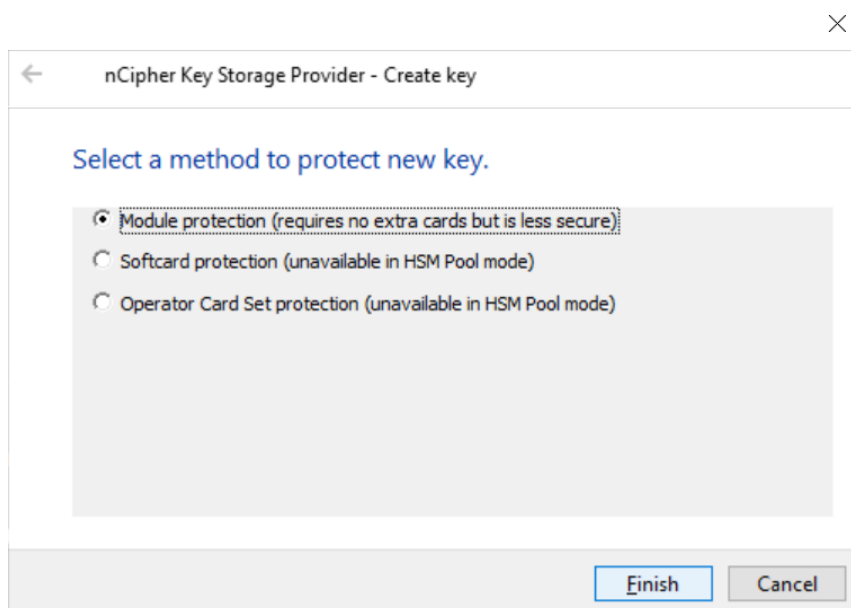 nCipher Key Storage Provider - Create key
Select a method to protect new key.
Module protection (requires no extra cards but is less secure)
Softcard protection (unavailable in HSM Pool mode)
Operator Card Set protection (unavailable in HSM Pool mode)
Finish Cancel